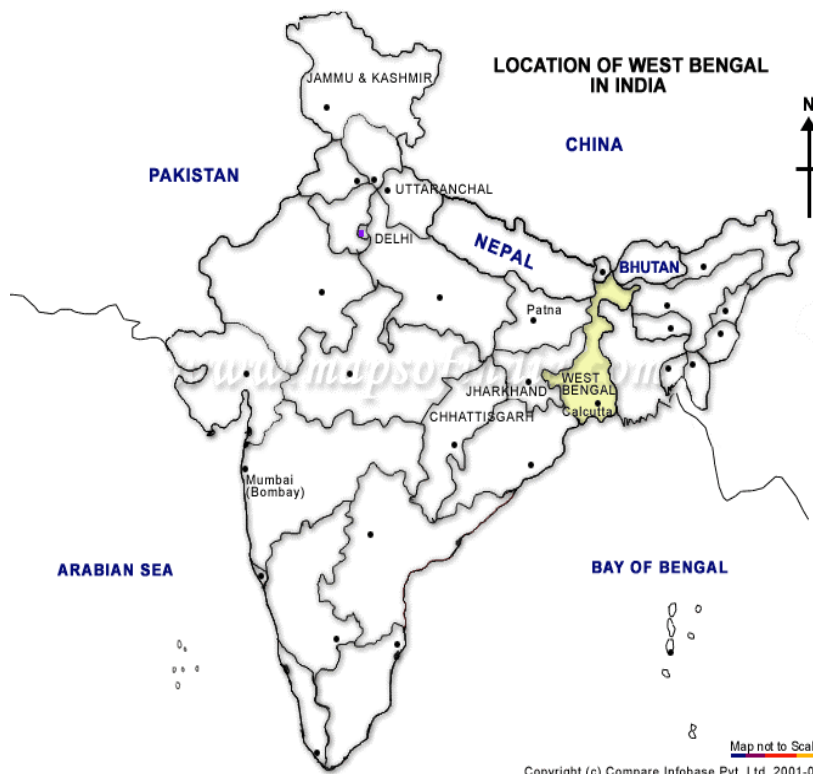 LOCATION OF WEST BENGAL
IN INDIA
N
JAMMU & KASHMIR
CHINA
PAKISTAN
UTTARANCHAL
DELHI
NEPAL
BHUTAN
Patna
www.mapsofindia
WEST
BENGAL
JHARKHAND
CHHATTISGARH
Calcutta
Mumbai
(Bombay)
ARABIAN SEA
BAY OF BENGAL
Map not to Scal
Copyright (c) Compare Infobase Pvt. Ltd. 2001-0